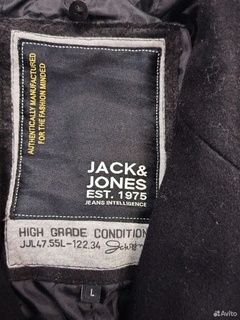 AUTHENTICALLY MANUFACTURED
FOR THE FASHION MINDED
JACK&
JONES
EST. 1975
JEANS INTELLIGENCE
HIGH GRADE CONDITION
JJL47.55L-122.34
L
Avito